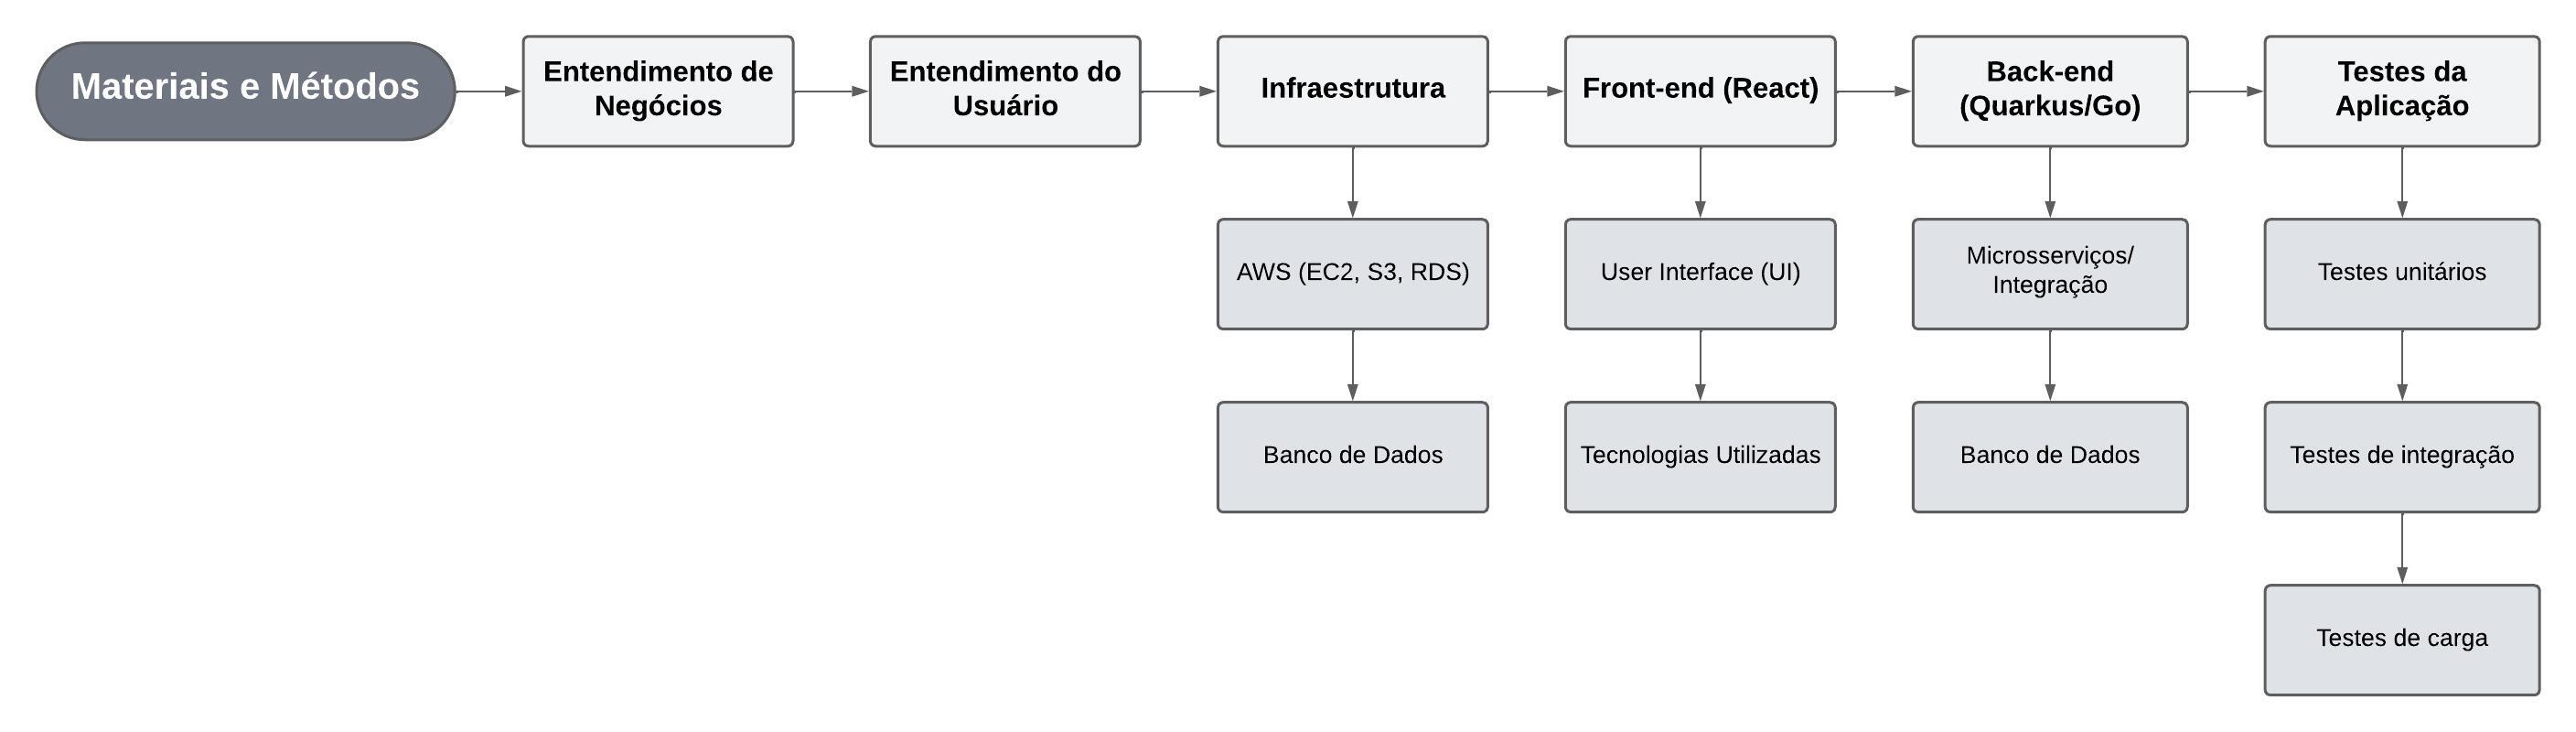 Materiais e Métodos
Entendimento de
Negócios
Entendimento do
Usuário
Infraestrutura
Front-end (React)
Back-end
(Quarkus/Go)
Testes da
Aplicação
AWS (EC2, S3, RDS)
User Interface (UI)
Microsserviços/
Integração
Testes unitários
Banco de Dados
Tecnologias Utilizadas
Banco de Dados
Testes de integração
Testes de carga